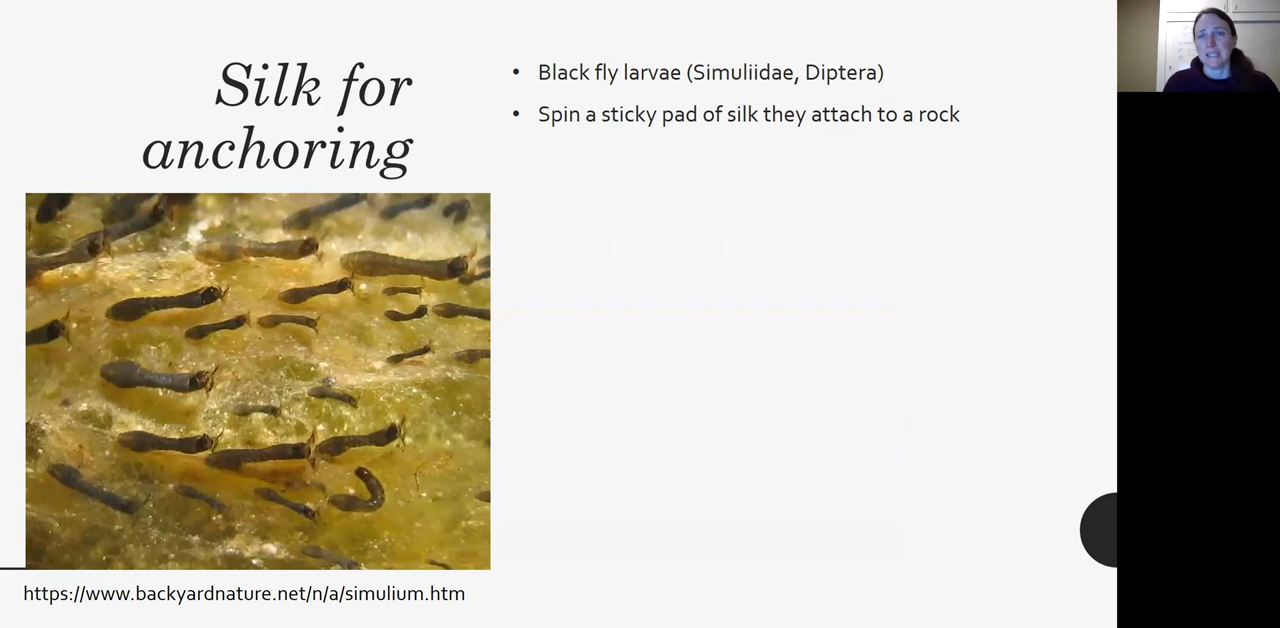 Silk for
anchoring
• Black fly larvae (Simuliidae, Diptera)
• Spin a sticky pad of silk they attach to a rock
https://www.backyardnature.net/n/a/simulium.htm